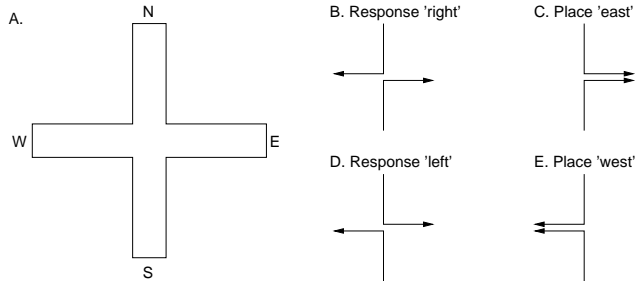 A.
N
W
E
S
B. Response 'right'
C. Place 'east'
D. Response 'left'
E. Place 'west'